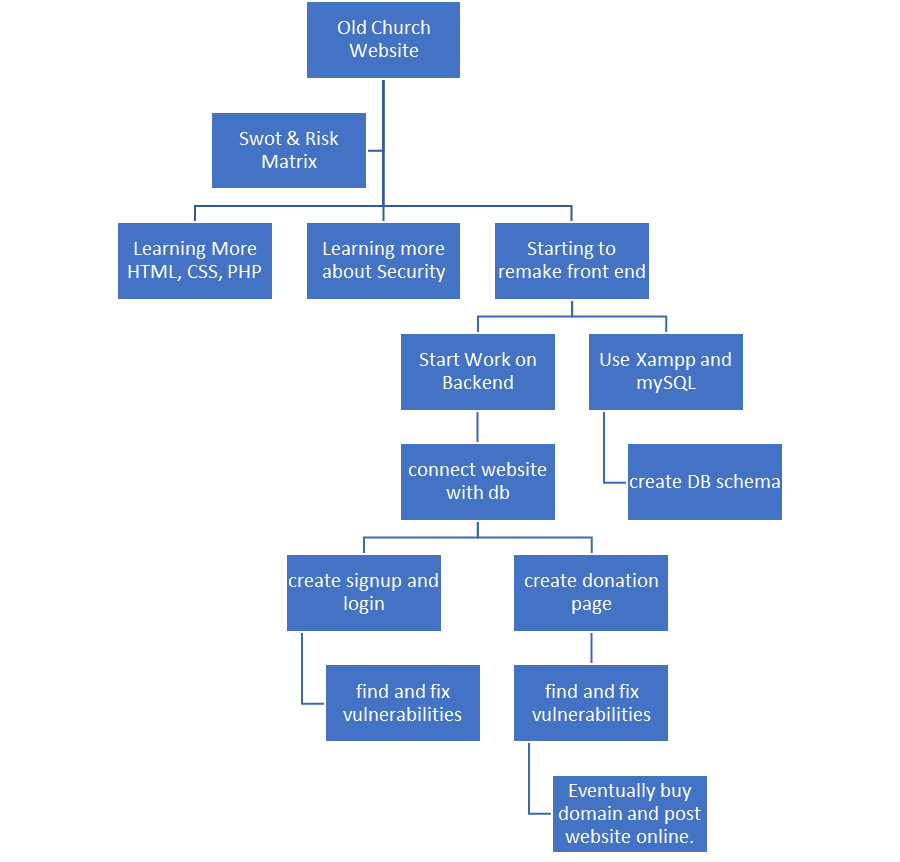 Old Church
Website
Swot & Risk
Matrix
Learning More
HTML, CSS, PHP
Learning more
about Security
Starting to
remake front end
Start Work on
Backend
Use Xampp and
mySQL
connect website
with db
create DB schema
create signup and
login
create donation
page
find and fix
vulnerabilities
find and fix
vulnerabilities
Eventually buy
domain and post
website online.